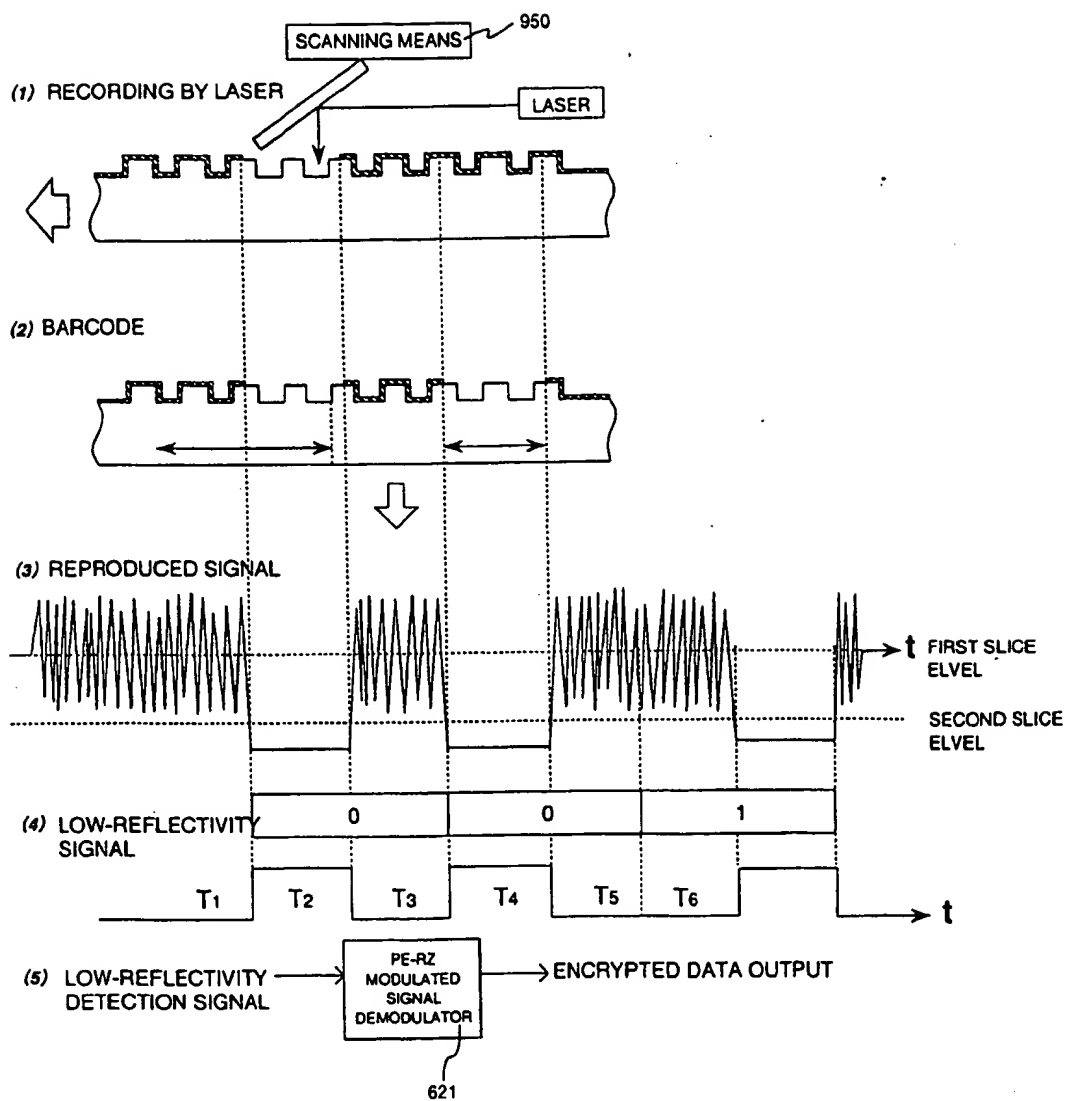 950
SCANNING MEANS
(1) RECORDING BY LASER
LASER
(2) BARCODE
(3) REPRODUCED SIGNAL
t FIRST SLICE
ELVEL
SECOND SLICE
ELVEL
(4) LOW-REFLECTIVITY
SIGNAL
0 0 1
T1 T2 T3 T4 T5 T6
t
(5) LOW-REFLECTIVITY
DETECTION SIGNAL
PE-RZ
MODULATED
SIGNAL
DEMODULATOR
ENCRYPTED DATA OUTPUT
621